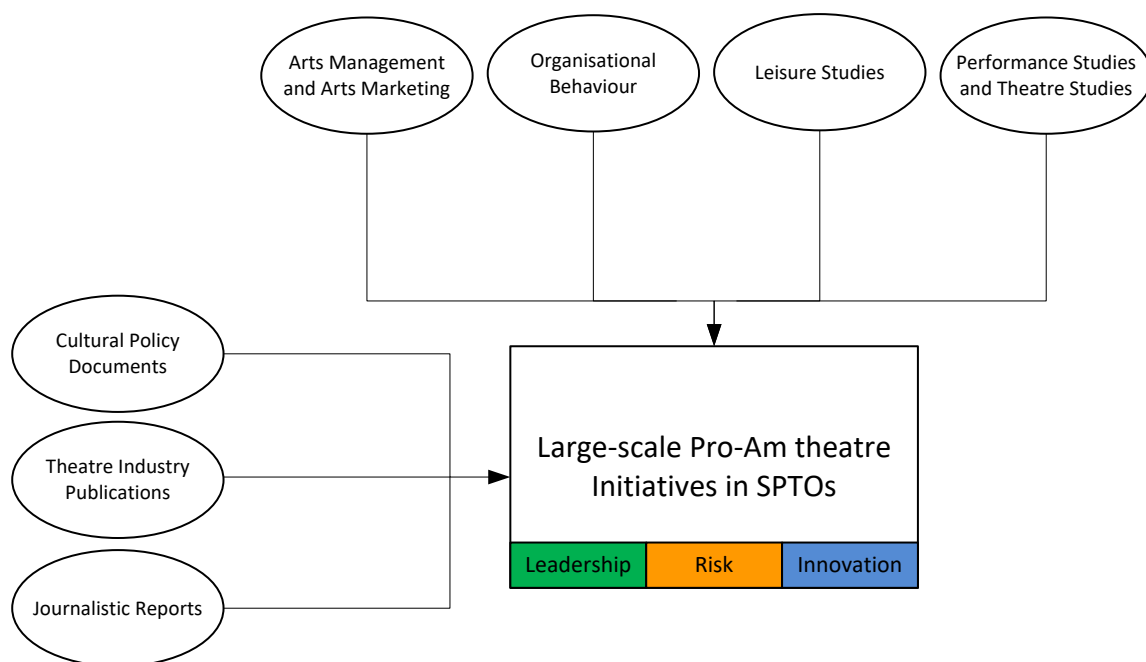 Arts Management
and Arts Marketing
Organisational
Behaviour
Leisure Studies
Performance Studies
and Theatre Studies
Cultural Policy
Documents
Theatre Industry
Publications
Journalistic Reports
Large-scale Pro-Am theatre
Initiatives in SPTOs
Leadership
Risk
Innovation